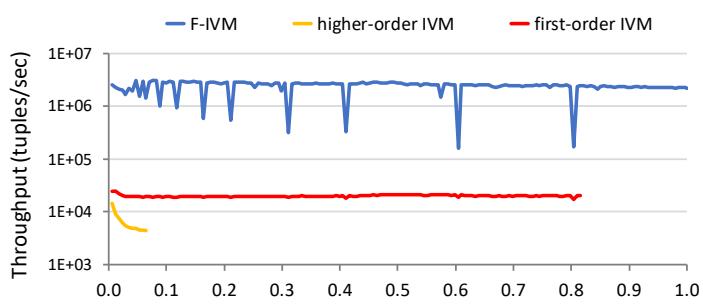 F-IVM higher-order IVM first-order IVM
Throughput (tuples/sec)
1E+07
1E+06
1E+05
1E+04
1E+03
0.0 0.1 0.2 0.3 0.4 0.5 0.6 0.7 0.8 0.9 1.0